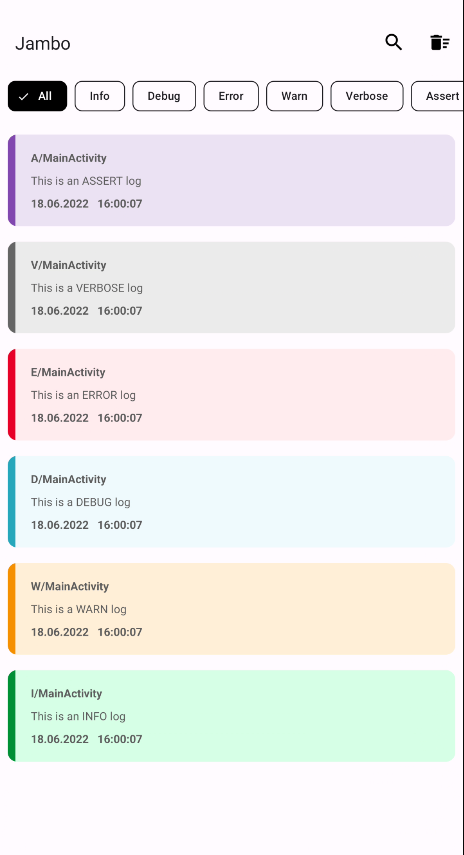 Jambo
All Info Debug Error Warn Verbose Assert
A/MainActivity
This is an ASSERT log
18.06.2022 16:00:07
V/MainActivity
This is a VERBOSE log
18.06.2022 16:00:07
E/MainActivity
This is an ERROR log
18.06.2022 16:00:07
D/MainActivity
This is a DEBUG log
18.06.2022 16:00:07
W/MainActivity
This is a WARN log
18.06.2022 16:00:07
I/MainActivity
This is an INFO log
18.06.2022 16:00:07